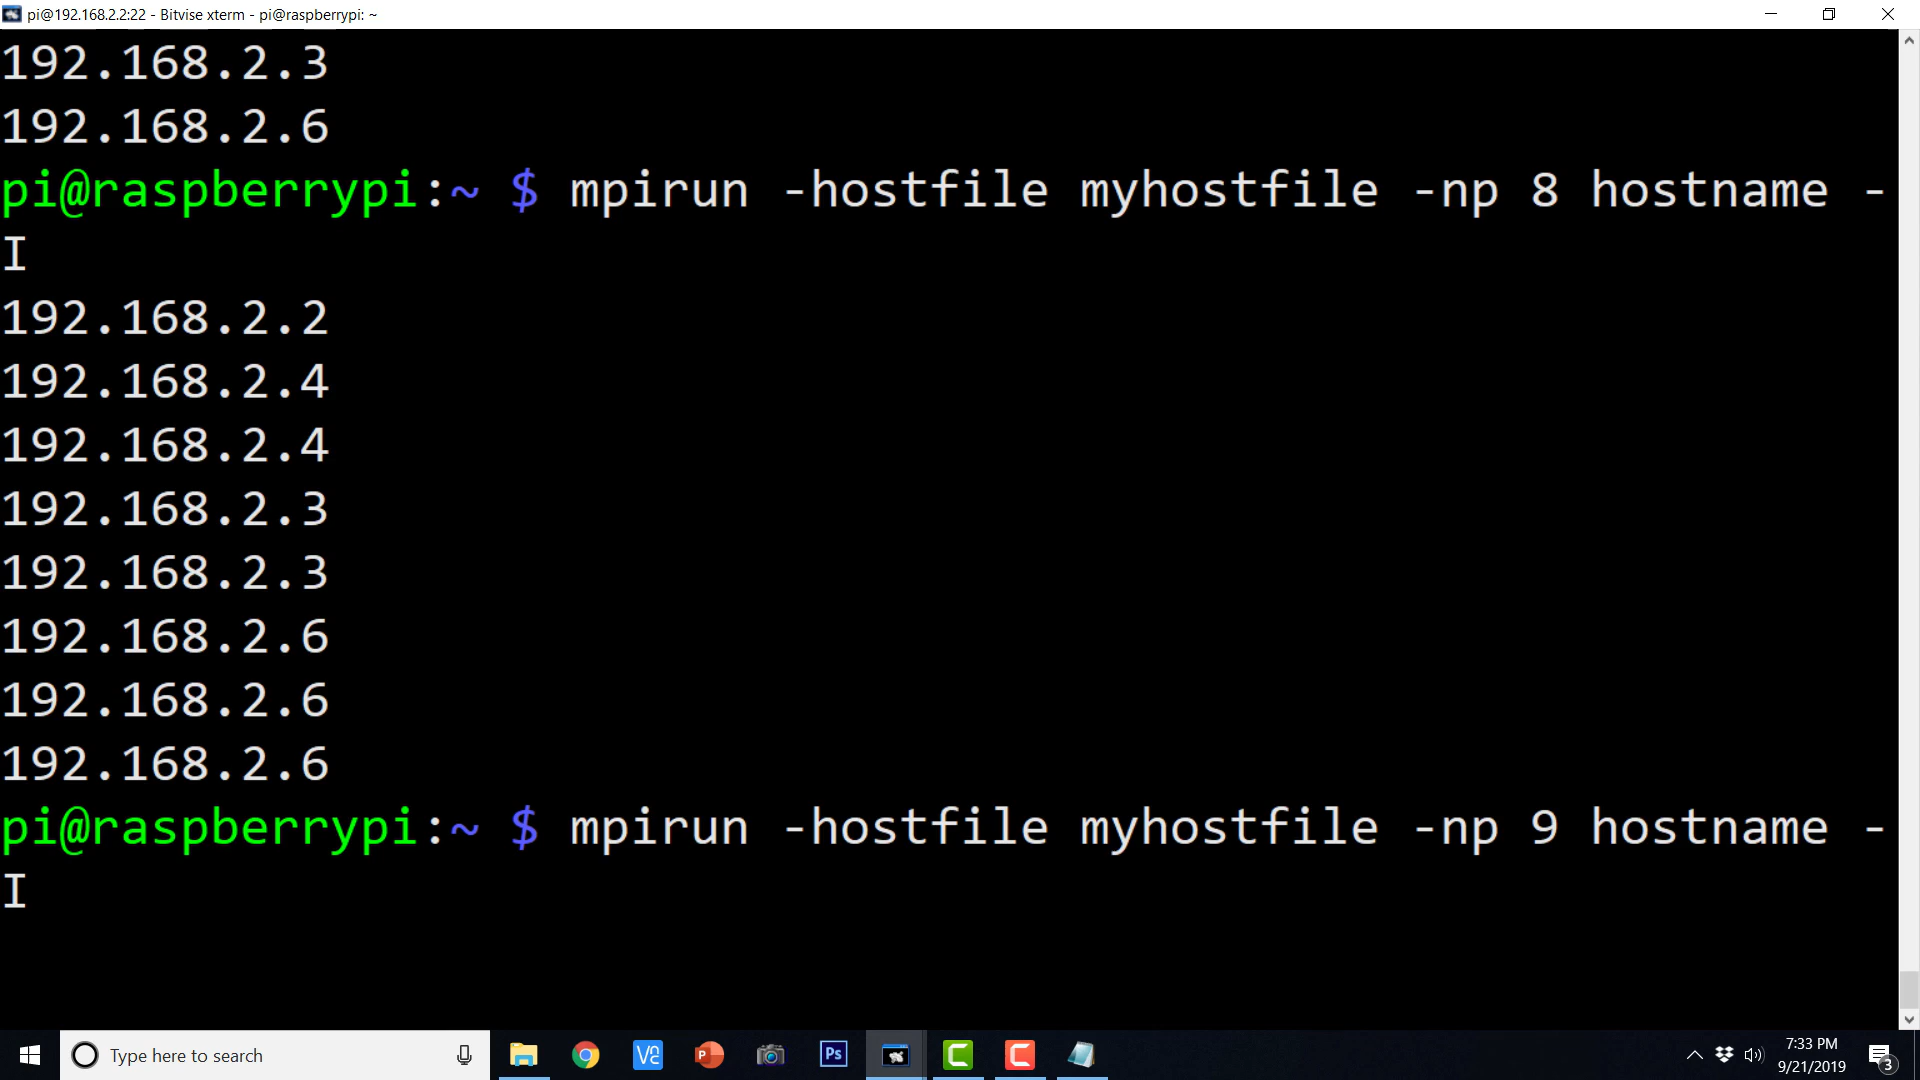 pi@192.168.2.2:22 - Bitvise xterm - pi@raspberrypi: ~
192.168.2.3
192.168.2.6
pi@raspberrypi:~ $ mpirun -hostfile myhostfile -np 8 hostname -
I
192.168.2.2
192.168.2.4
192.168.2.4
192.168.2.3
192.168.2.3
192.168.2.6
192.168.2.6
192.168.2.6
pi@raspberrypi:~ $ mpirun -hostfile myhostfile -np 9 hostname -
I
Type here to search
Ps
7:33 PM
9/21/2019
3